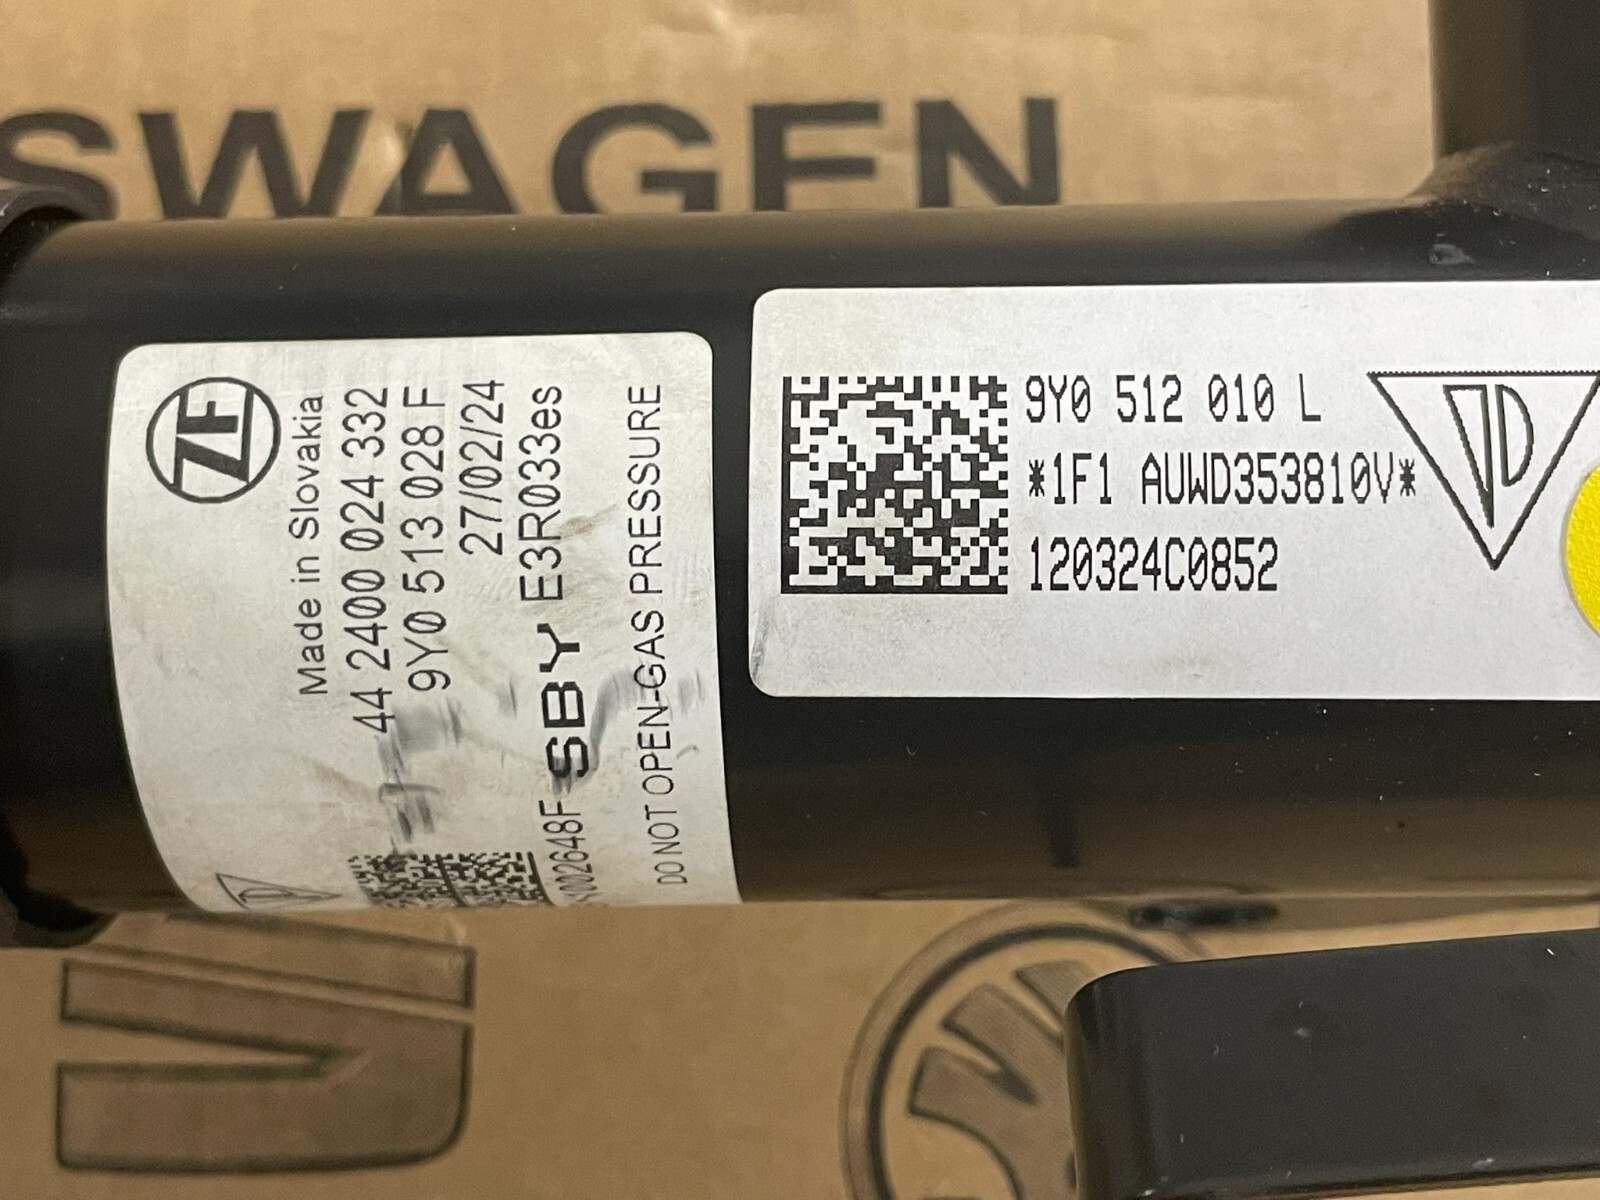 SWAGEN
ZF
Made in Slovakia
44 2400 024 332
9Y0 513 028 F
27/02/24
SBY E3R033es
002648F
DO NOT OPEN-GAS PRESSURE
9Y0 512 010 L
*1F1 AUWD353810V*
120324C0852